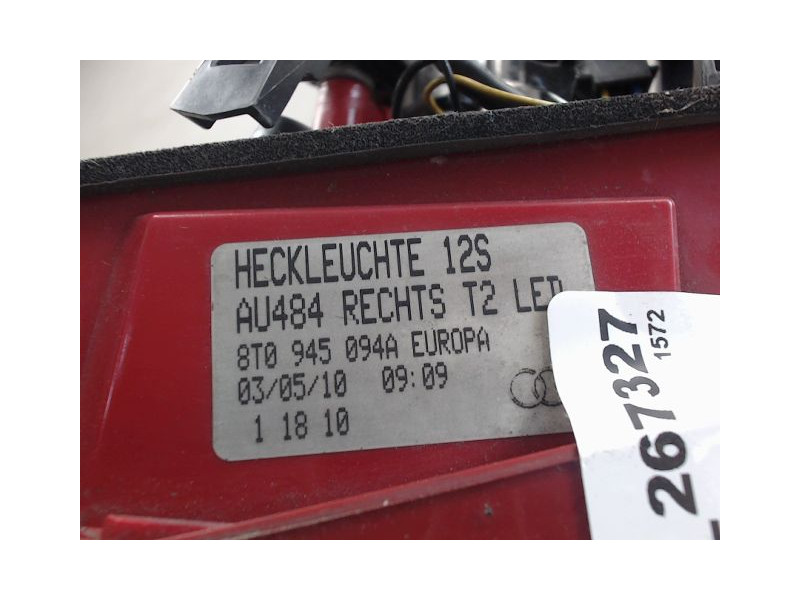 HECKLEUCHTE 12S
AU484 RECHTS T2 LED
8T0 945 094A EUROPA
03/05/10 09:09
1 18 10
267327
1572